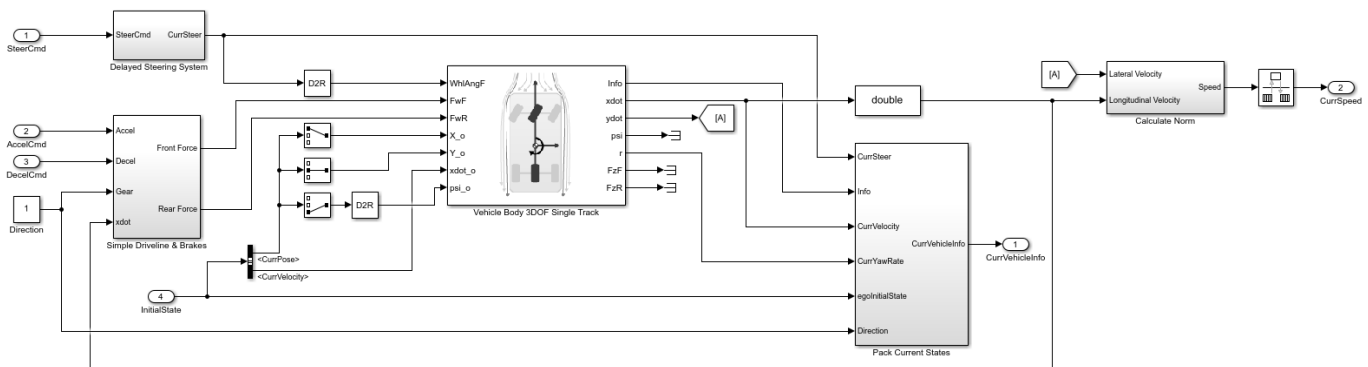 1
SteerCmd
SteerCmd
CurrSteer
Delayed Steering System
D2R
2
AccelCmd
3
DecelCmd
1
Direction
Accel
Decel
Gear
xdot
Front Force
Rear Force
Simple Driveline & Brakes
D2R
<CurrPose>
<CurrVelocity>
4
InitialState
WhlAngF
FwF
FwR
X_o
Y_o
xdot_o
psi_o
Info
xdot
ydot
psi
r
FzF
FzR
Vehicle Body 3DOF Single Track
[A]
double
CurrSteer
Info
CurrVelocity
CurrYawRate
egoInitialState
Direction
CurrVehicleInfo
Pack Current States
1
CurrVehicleInfo
[A]
Lateral Velocity
Longitudinal Velocity
Speed
Calculate Norm
2
CurrSpeed